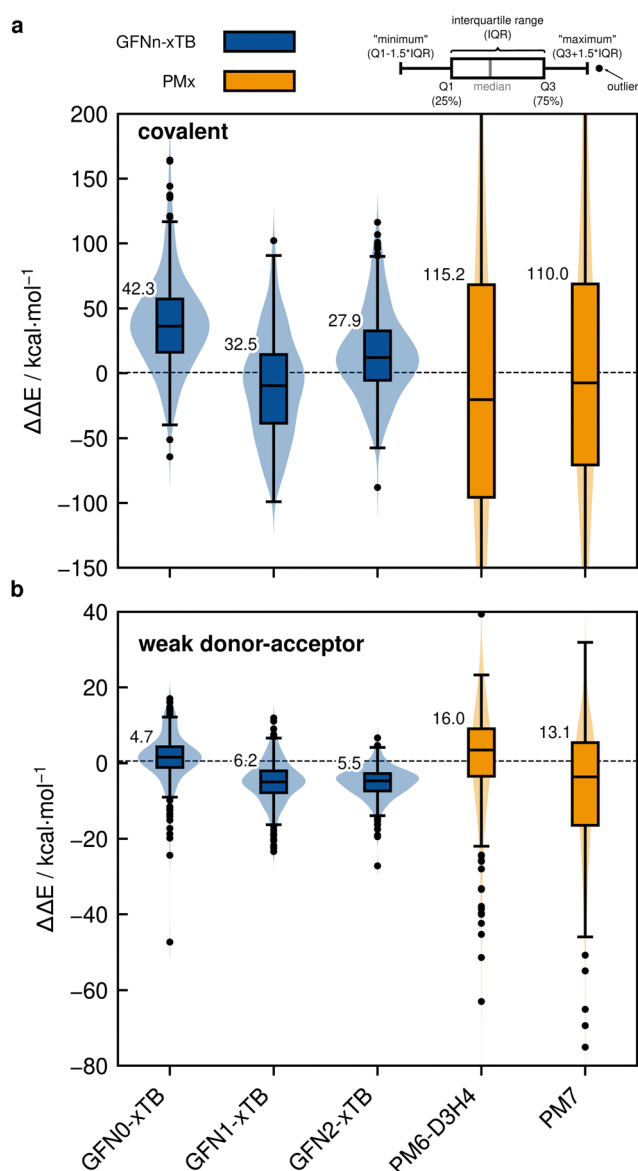 a
GFNn-xTB
PMx
interquartile range
(IQR)
"minimum"
(Q1-1.5*IQR)
"maximum"
(Q3+1.5*IQR)
Q1
(25%)
median
Q3
(75%)
outlier
covalent
ΔΔE / kcal·mol⁻¹
200
150
100
50
0
−50
−100
−150
42.3
32.5
27.9
115.2
110.0
b
weak donor-acceptor
ΔΔE / kcal·mol⁻¹
40
20
0
−20
−40
−60
−80
4.7
6.2
5.5
16.0
13.1
GFN0-xTB
GFN1-xTB
GFN2-xTB
PM6-D3H4
PM7